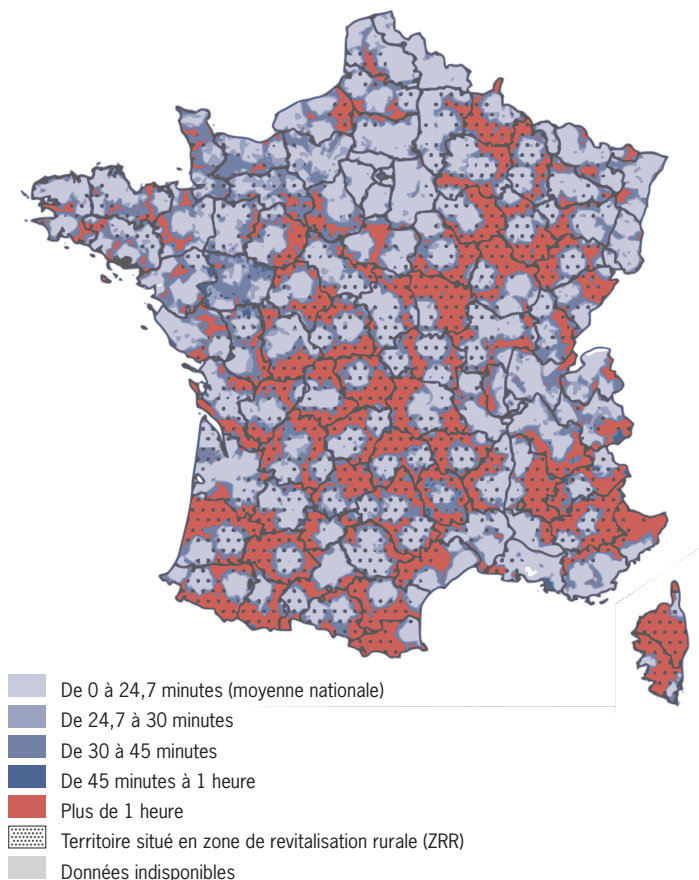 De 0 à 24,7 minutes (moyenne nationale)
De 24,7 à 30 minutes
De 30 à 45 minutes
De 45 minutes à 1 heure
Plus de 1 heure
Territoire situé en zone de revitalisation rurale (ZRR)
Données indisponibles